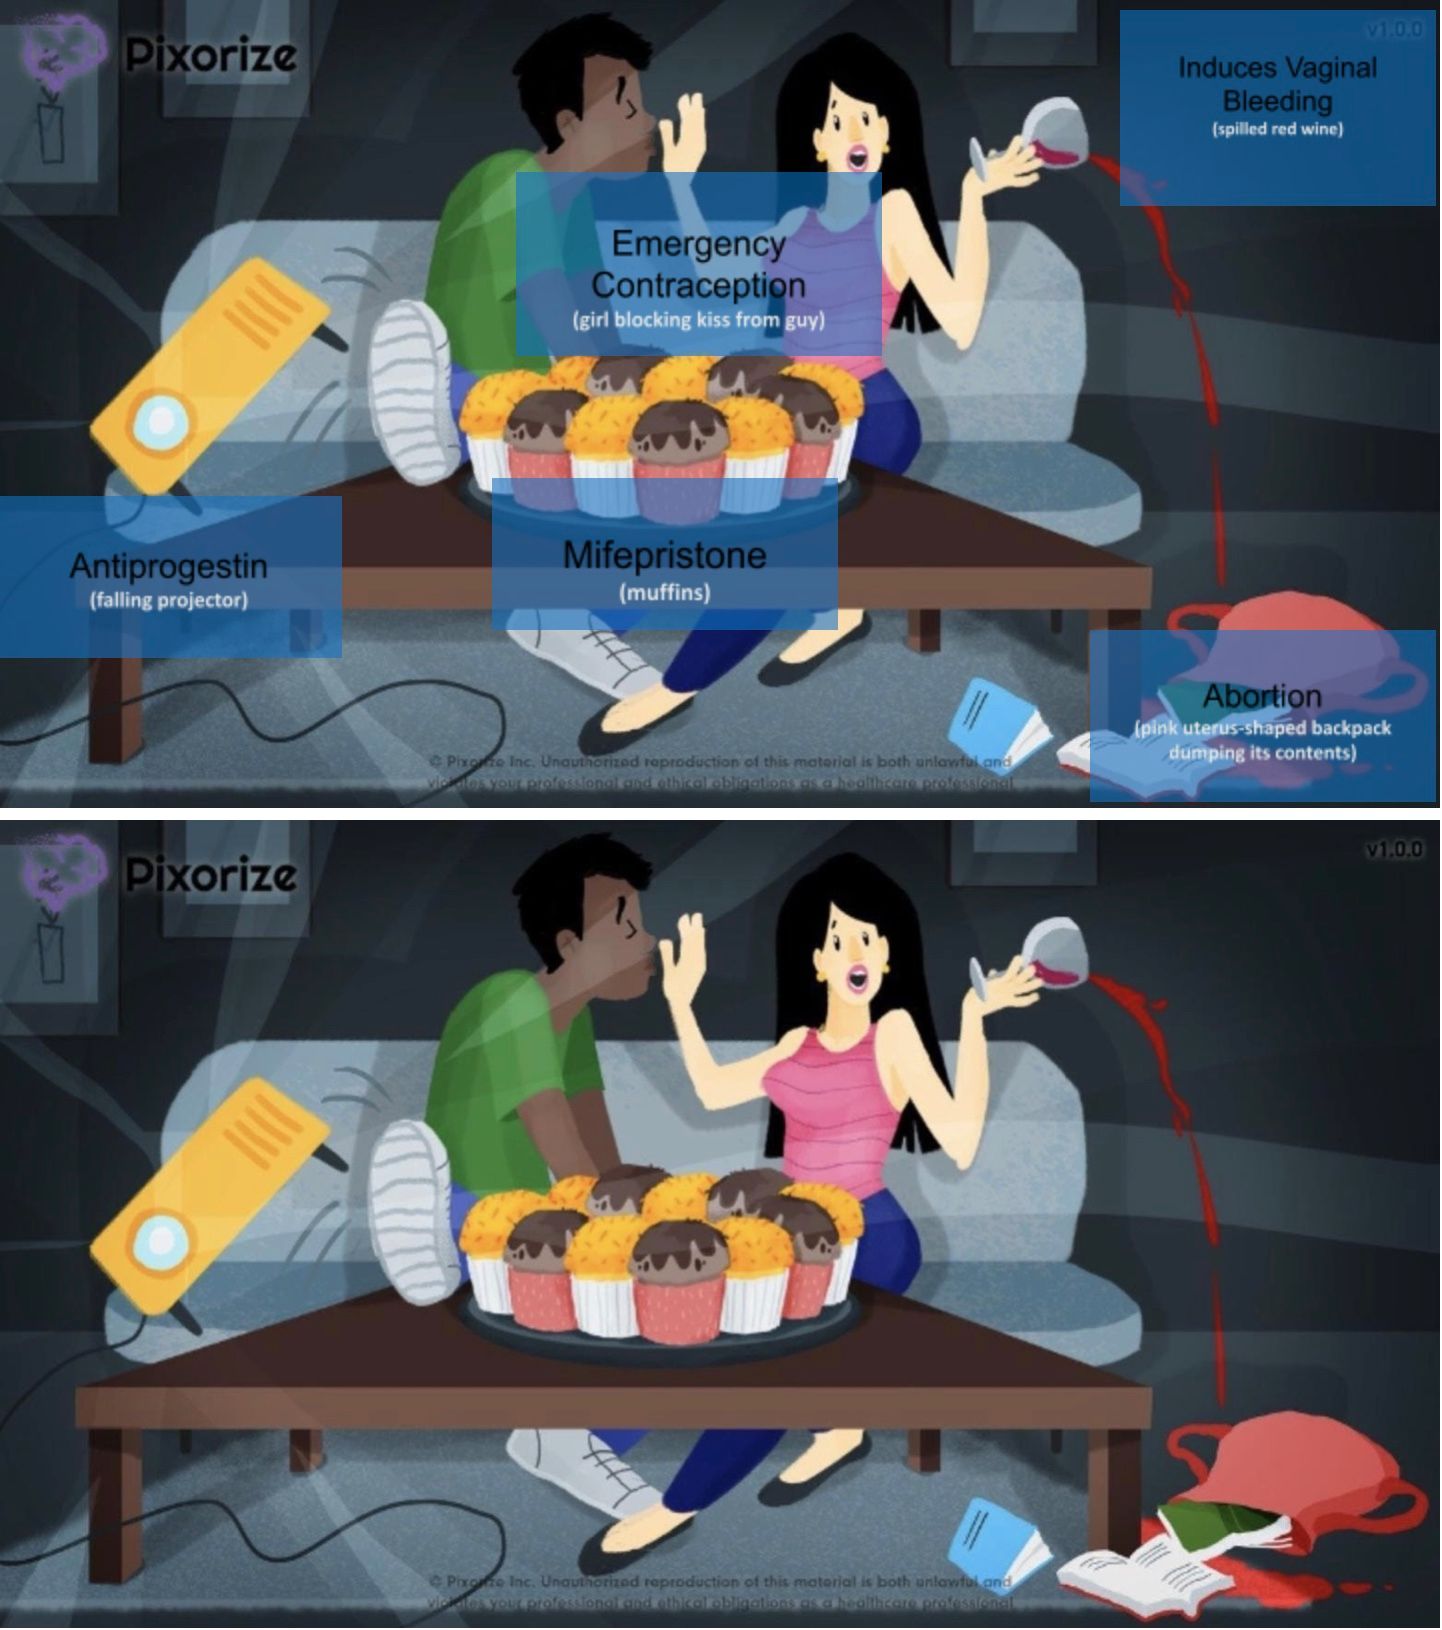 Pixorize
v1.0.0
Induces Vaginal
Bleeding
(spilled red wine)
Emergency
Contraception
(girl blocking kiss from guy)
Antiprogestin
(falling projector)
Mifepristone
(muffins)
Abortion
(pink uterus-shaped backpack
dumping its contents)
© Pixorize Inc. Unauthorized reproduction of this material is both unlawful and
violates your professional and ethical obligations as a healthcare professional
Pixorize
v1.0.0
© Pixorize Inc. Unauthorized reproduction of this material is both unlawful and
violates your professional and ethical obligations as a healthcare professional